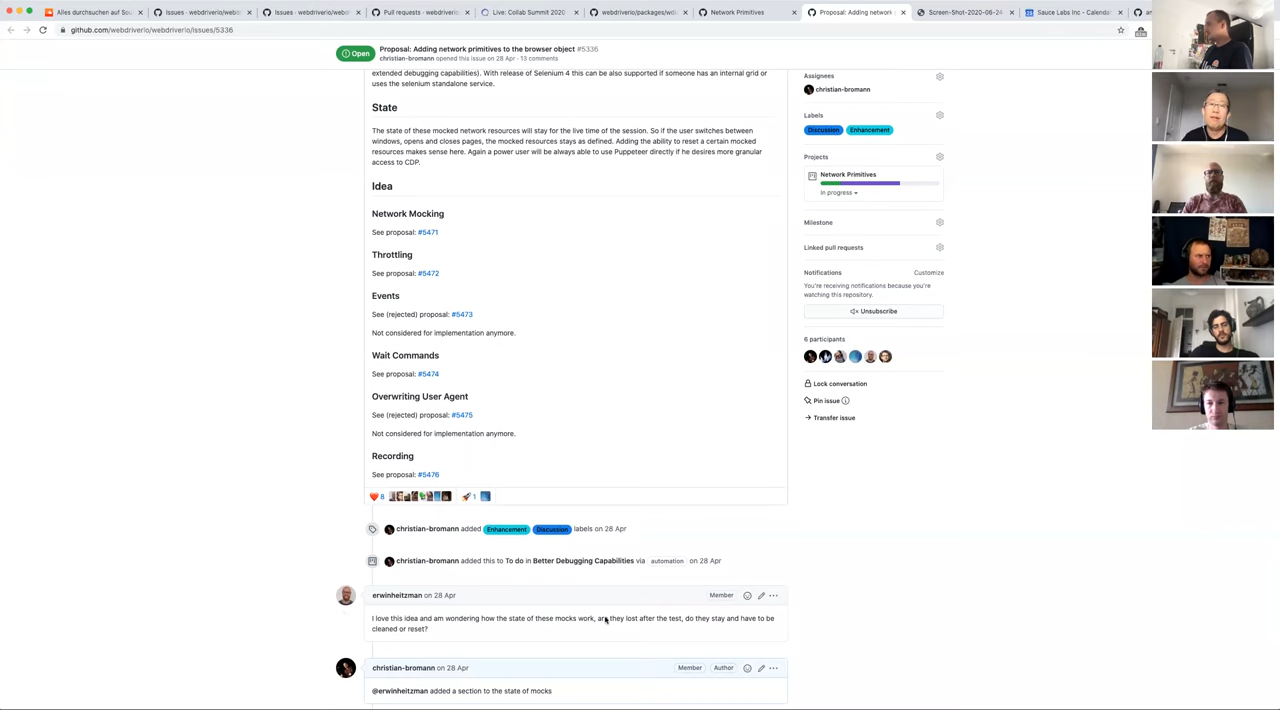 Alles durchsuchen auf Sou
Issues · webdriverio/webd
Issues · webdriverio/webd
Pull requests · webdriverio
Live: Collab Summit 2020
webdriverio/packages/wdi
Network Primitives
Proposal: Adding network
Screen-Shot-2020-06-24
Sauce Labs Inc - Calenda
github.com/webdriverio/webdriverio/issues/5336
Open
Proposal: Adding network primitives to the browser object #5336
christian-bromann opened this issue on 28 Apr · 13 comments
extended debugging capabilities). With release of Selenium 4 this can be also supported if someone has an internal grid or
uses the selenium standalone service.
State
The state of these mocked network resources will stay for the live time of the session. So if the user switches between
windows, opens and closes pages, the mocked resources stays as defined. Adding the ability to reset a certain mocked
resources makes sense here. Again a power user will be always able to use Puppeteer directly if he desires more granular
access to CDP.
Idea
Network Mocking
See proposal: #5471
Throttling
See proposal: #5472
Events
See (rejected) proposal: #5473
Not considered for implementation anymore.
Wait Commands
See proposal: #5474
Overwriting User Agent
See (rejected) proposal: #5475
Not considered for implementation anymore.
Recording
See proposal: #5476
8
1
christian-bromann added Enhancement Discussion labels on 28 Apr
christian-bromann added this to To do in Better Debugging Capabilities via automation on 28 Apr
erwinheitzman on 28 Apr
Member
I love this idea and am wondering how the state of these mocks work, are they lost after the test, do they stay and have to be
cleaned or reset?
christian-bromann on 28 Apr
Member
Author
@erwinheitzman added a section to the state of mocks
Assignees
christian-bromann
Labels
Discussion
Enhancement
Projects
Network Primitives
In progress
Milestone
Linked pull requests
Notifications
Customize
You're receiving notifications because you're
watching this repository.
Unsubscribe
6 participants
Lock conversation
Pin issue
Transfer issue